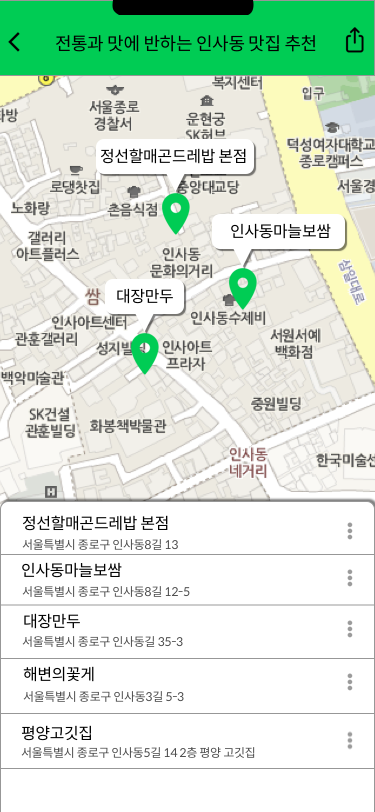 전통과 맛에 반하는 인사동 맛집 추천
복지센터
입구
서울종로
경찰서
운현궁
SK허브
덕성여자대학교
종로캠퍼스
정선할매곤드레밥 본점
로댕찻집
중앙대교당
서울경
노화랑
촌음식점
인사동마늘보쌈
갤러리
아트플러스
인사동
문화의거리
삼일대로
쌈
대장만두
인사아트센터
인사동수제비
관훈갤러리
성지빌
인사아트
프라자
서원서예
백화점
백악미술관
중원빌딩
SK건설
관훈빌딩
화봉책박물관
인사동
네거리
한국미술센
H
정선할매곤드레밥 본점
서울특별시 종로구 인사동8길 13
인사동마늘보쌈
서울특별시 종로구 인사동8길 12-5
대장만두
서울특별시 종로구 인사동길 35-3
해변의꽃게
서울특별시 종로구 인사동3길 5-3
평양고깃집
서울특별시 종로구 인사동5길 14 2층 평양 고깃집